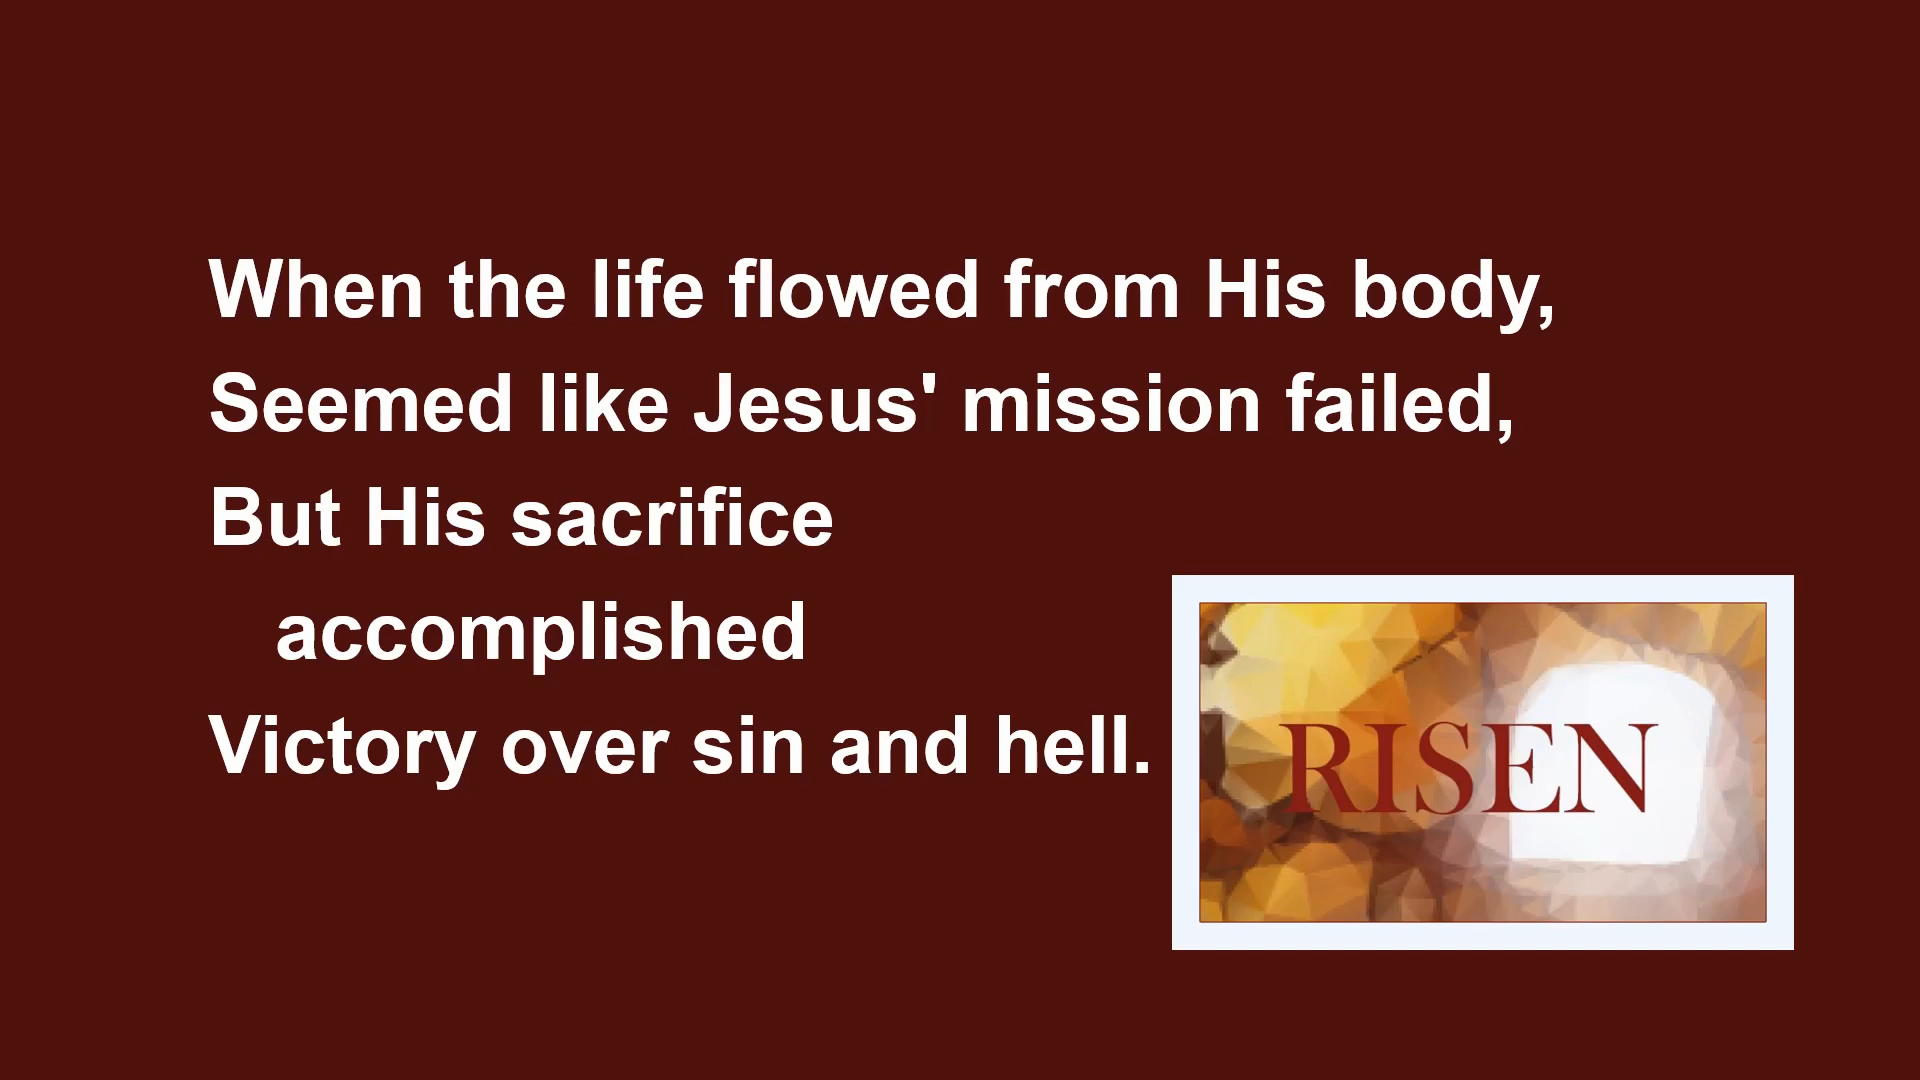 When the life flowed from His body,
Seemed like Jesus' mission failed,
But His sacrifice
accomplished
Victory over sin and hell.
RISEN